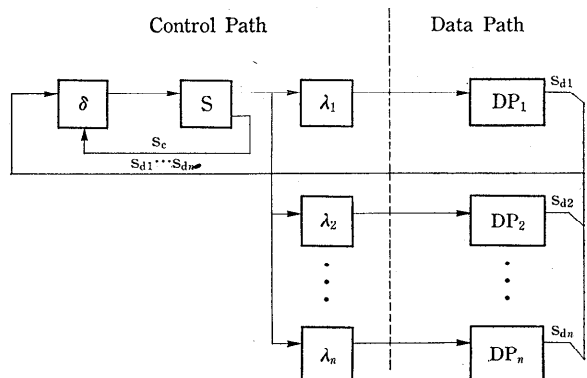 Control Path
Data Path
δ
S
λ1
DP1
Sd1
Sc
Sd1 ··· Sdn
λ2
DP2
Sd2
λn
DPn
Sdn